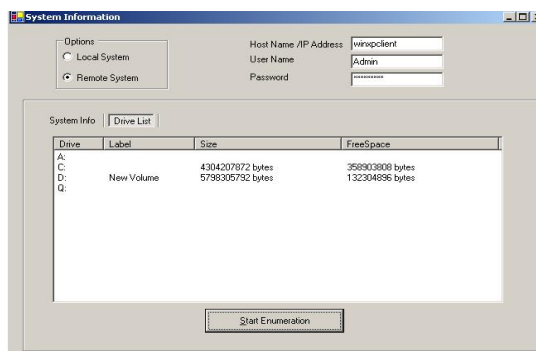 System Information
Options
Local System
Remote System
Host Name /IP Address winxpclient
User Name Admin
Password *********
System Info Drive List
Drive Label Size FreeSpace
A:
C: 4304207872 bytes 358903808 bytes
D: New Volume 5798305792 bytes 132304896 bytes
Q:
Start Enumeration